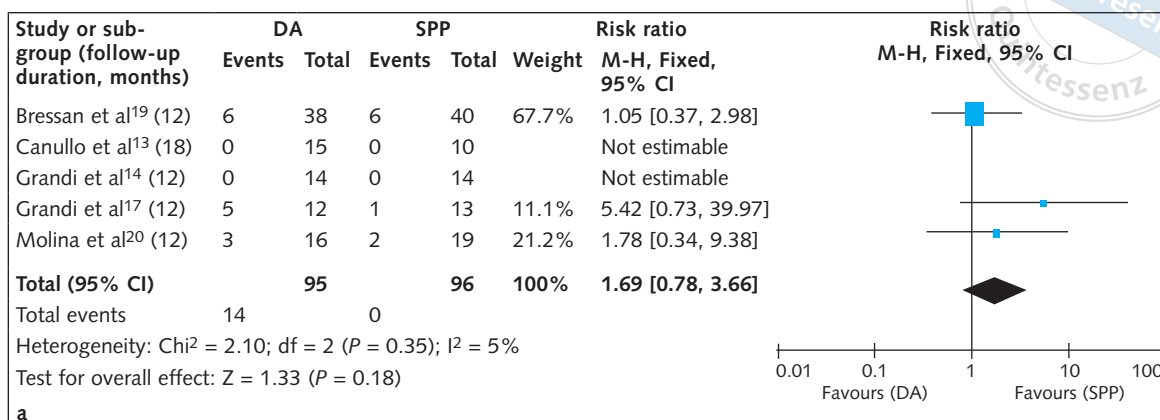 Study or sub- DA SPP Risk ratio Risk ratio
group (follow-up Events Total Events Total Weight M-H, Fixed, M-H, Fixed, 95% CI
duration, months) 95% CI
Bressan et al¹⁹ (12) 6 38 6 40 67.7% 1.05 [0.37, 2.98]
Canullo et al¹³ (18) 0 15 0 10 Not estimable
Grandi et al¹⁴ (12) 0 14 0 14 Not estimable
Grandi et al¹⁷ (12) 5 12 1 13 11.1% 5.42 [0.73, 39.97]
Molina et al²⁰ (12) 3 16 2 19 21.2% 1.78 [0.34, 9.38]
Total (95% CI) 95 96 100% 1.69 [0.78, 3.66]
Total events 14 0
Heterogeneity: Chi² = 2.10; df = 2 (P = 0.35); I² = 5%
Test for overall effect: Z = 1.33 (P = 0.18)
0.01 0.1 1 10 100
Favours (DA) Favours (SPP)
a